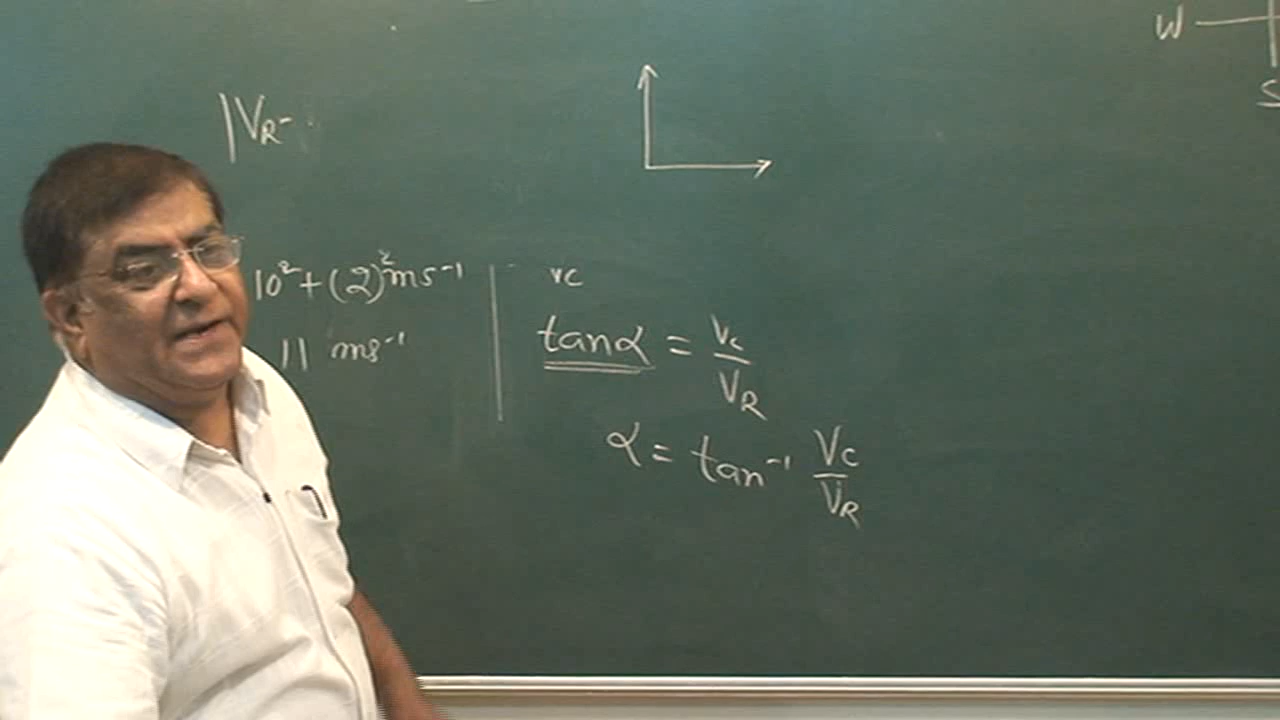 W
S
|VR-
10² + (2)² ms⁻¹
11 ms⁻¹
vc
tanα = Vc/VR
α = tan⁻¹ Vc/VR